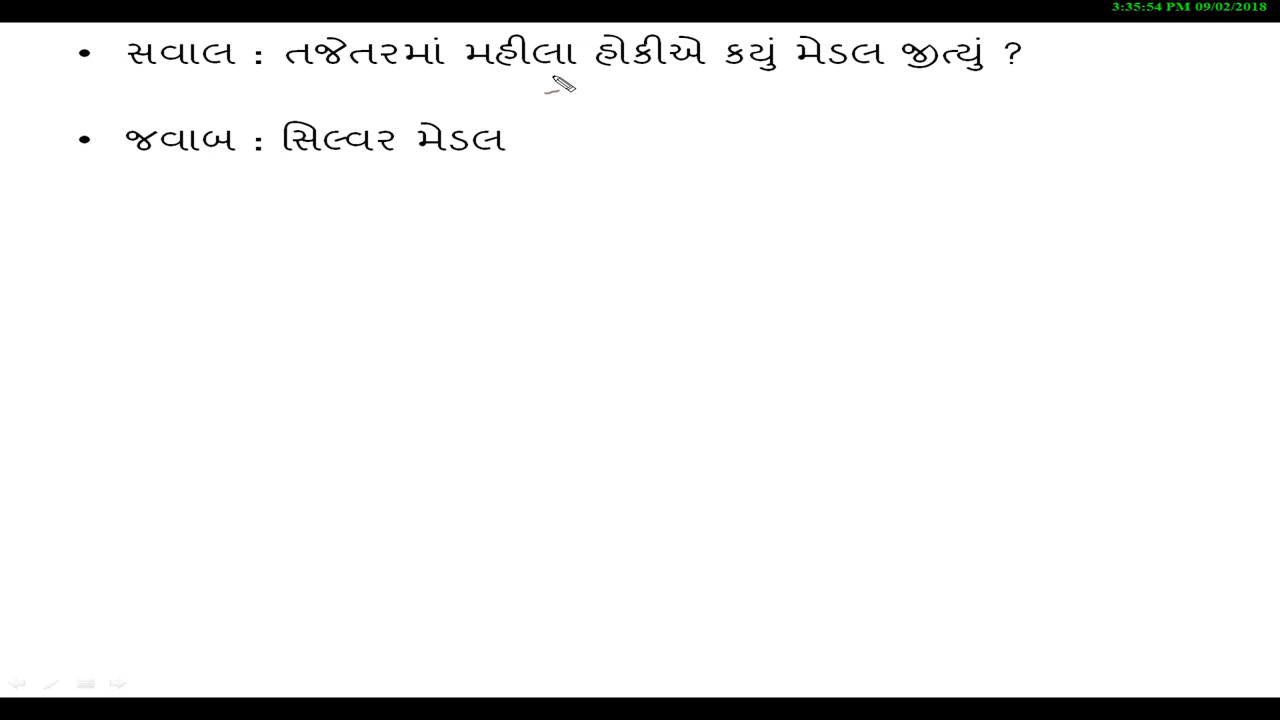 3:35:54 PM 09/02/2018
• સવાલ : તજેતરમાં મહીલા હોકીએ કયું મેડલ જીત્યું ?
• જવાબ : સિલ્વર મેડલ